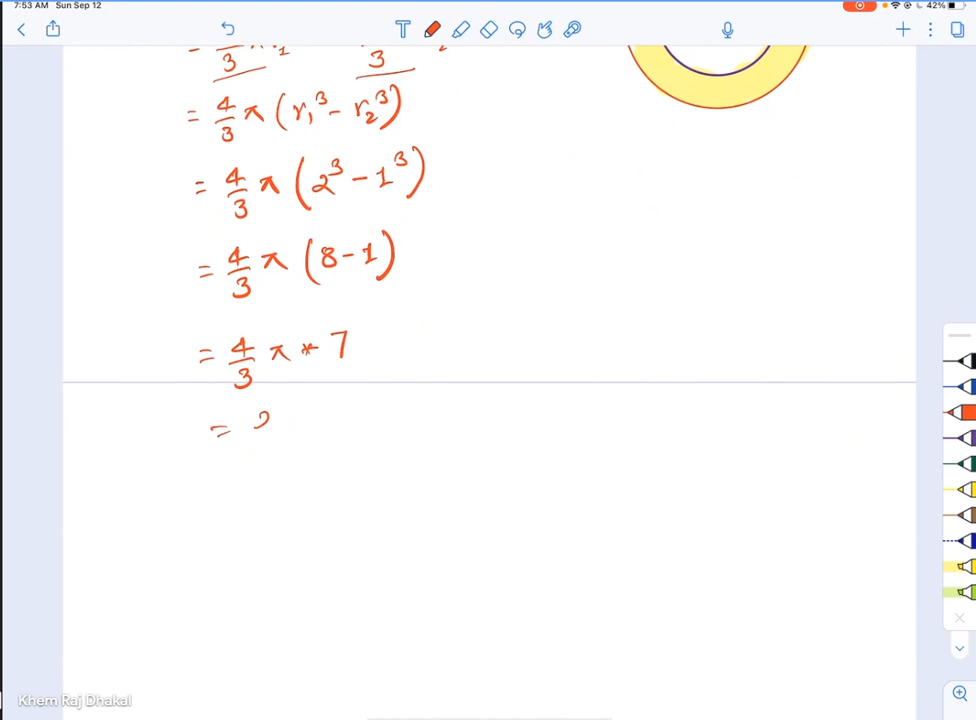 7:53 AM Sun Sep 12 42%
= 4/3 π (r₁³ - r₂³)
= 4/3 π (2³ - 1³)
= 4/3 π (8-1)
= 4/3 π * 7
=
Khem Raj Dhakal